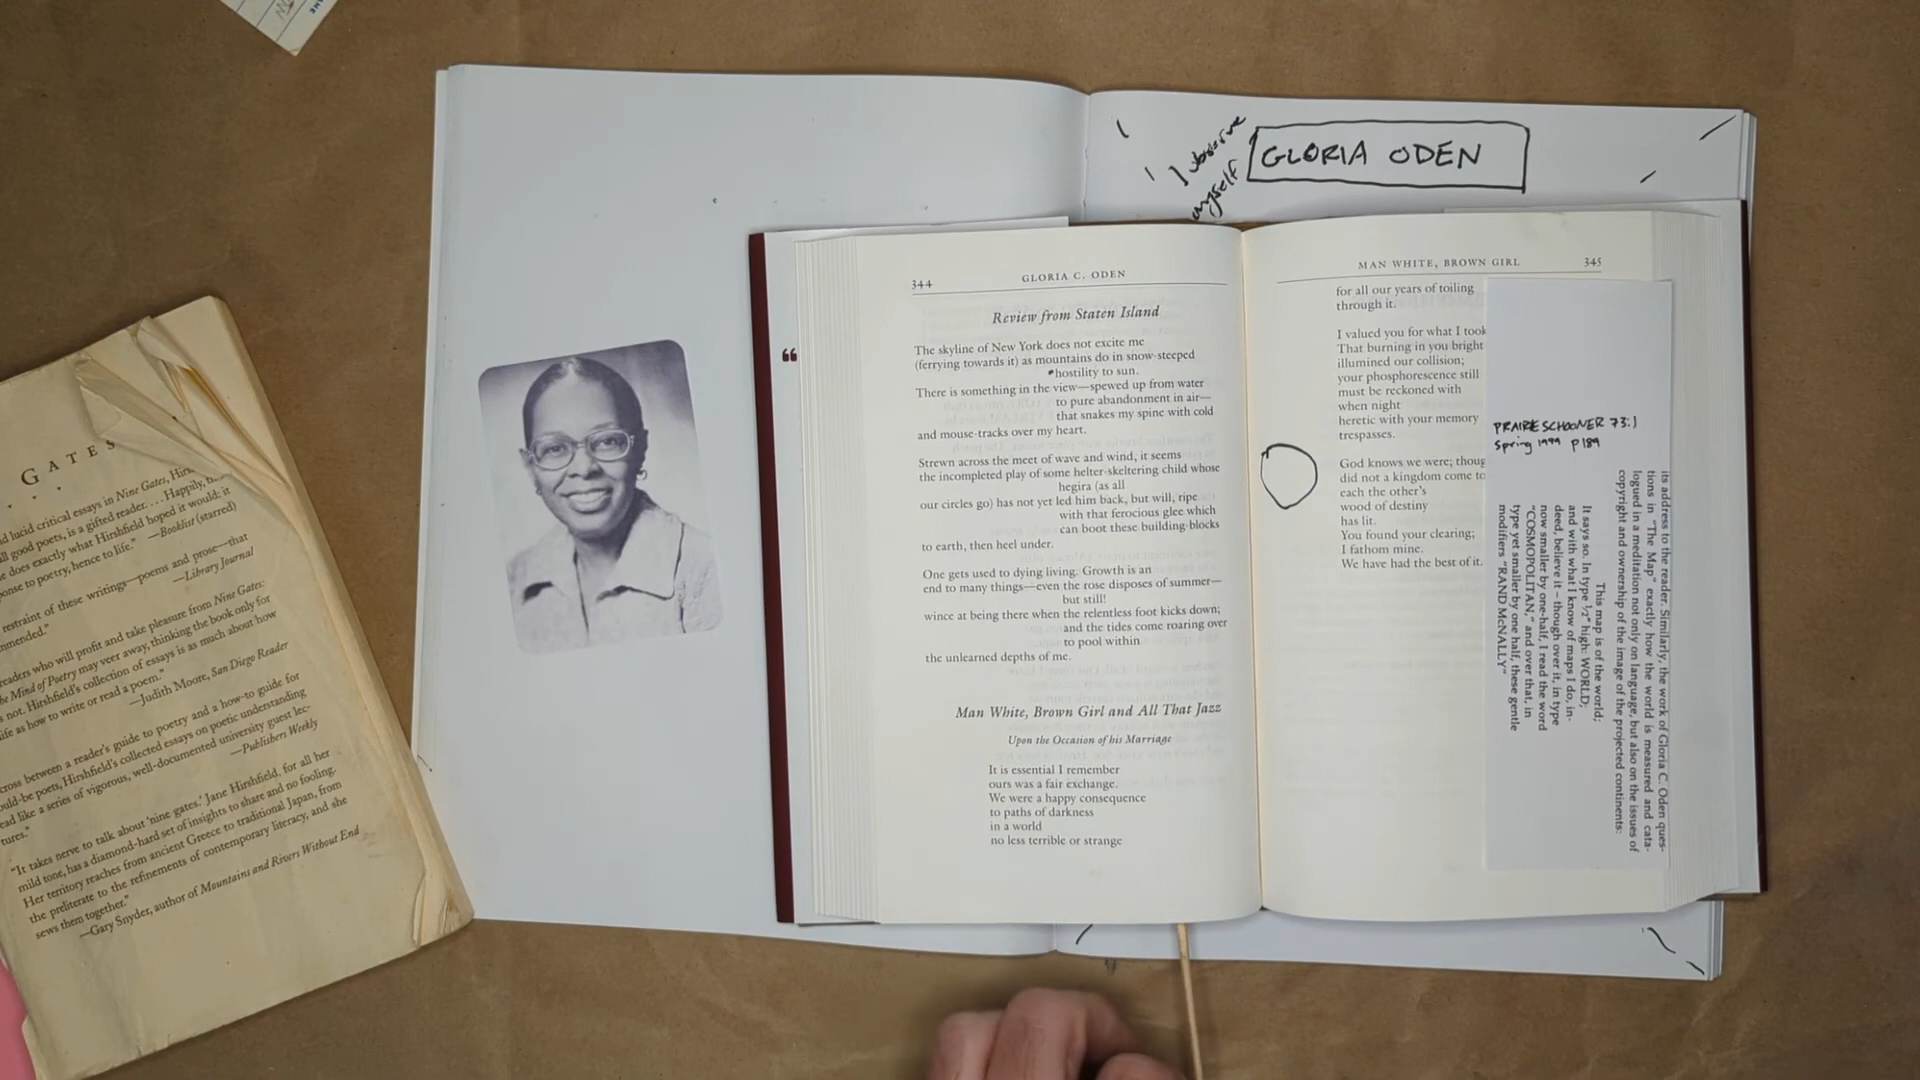 GATES
lucid critical essays in Nine Gates,
good poets, is a gifted reader. . . . Happily,
does exactly what Hirshfield hoped it would: it
to poetry, hence to life." —Booklist (starred)
restraint of these writings—poems and prose—that
—Library Journal
readers who will profit and take pleasure from Nine Gates:
Mind of Poetry may veer away, thinking the book only for
not. Hirshfield's collection of essays is as much about how
as how to write or read a poem."
—Judith Moore, San Diego Reader
between a reader's guide to poetry and a how-to guide for
poets, Hirshfield's collected essays on poetic understanding
like a series of vigorous, well-documented university guest lec-
tures."
—Publishers Weekly
"It takes nerve to talk about 'nine gates.' Jane Hirshfield, for all her
mild tone, has a diamond-hard set of insights to share and no fooling.
Her territory reaches from ancient Greece to traditional Japan, from
the preliterate to the refinements of contemporary literacy, and she
sews them together."
—Gary Snyder, author of Mountains and Rivers Without End
I observe
myself
GLORIA ODEN
344
GLORIA C. ODEN
Review from Staten Island
The skyline of New York does not excite me
(ferrying towards it) as mountains do in snow-steeped
hostility to sun.
There is something in the view—spewed up from water
to pure abandonment in air—
that snakes my spine with cold
and mouse-tracks over my heart.
Strewn across the meet of wave and wind, it seems
the incompleted play of some helter-skeltering child whose
hegira (as all
our circles go) has not yet led him back, but will, ripe
with that ferocious glee which
can boot these building-blocks
to earth, then heel under.
One gets used to dying living. Growth is an
end to many things—even the rose disposes of summer—
but still!
wince at being there when the relentless foot kicks down;
and the tides come roaring over
to pool within
the unlearned depths of me.
Man White, Brown Girl and All That Jazz
Upon the Occasion of his Marriage
It is essential I remember
ours was a fair exchange.
We were a happy consequence
to paths of darkness
in a world
no less terrible or strange
MAN WHITE, BROWN GIRL
345
for all our years of toiling
through it.
I valued you for what I took
That burning in you bright
illumined our collision;
your phosphorescence still
must be reckoned with
when night
heretic with your memory
trespasses.
God knows we were; thoug
did not a kingdom come to
each the other's
wood of destiny
has lit.
You found your clearing;
I fathom mine.
We have had the best of it.
PRAIRIE SCHOONER 73.1
Spring 1999 p189
its address to the reader. Similarly, the work of Gloria C. Oden ques-
tions in "The Map" exactly how the world is measured and cata-
logued in a meditation not only on language, but also on the issues of
copyright and ownership of the image of the projected continents:
This map is of the world:
It says so. In type ½" high: WORLD;
and with what I know of maps I do, in-
deed, believe it – though over it, in type
now smaller by one-half, I read the word
"COSMOPOLITAN," and over that, in
type yet smaller by one half, these gentle
modifiers "RAND McNALLY"